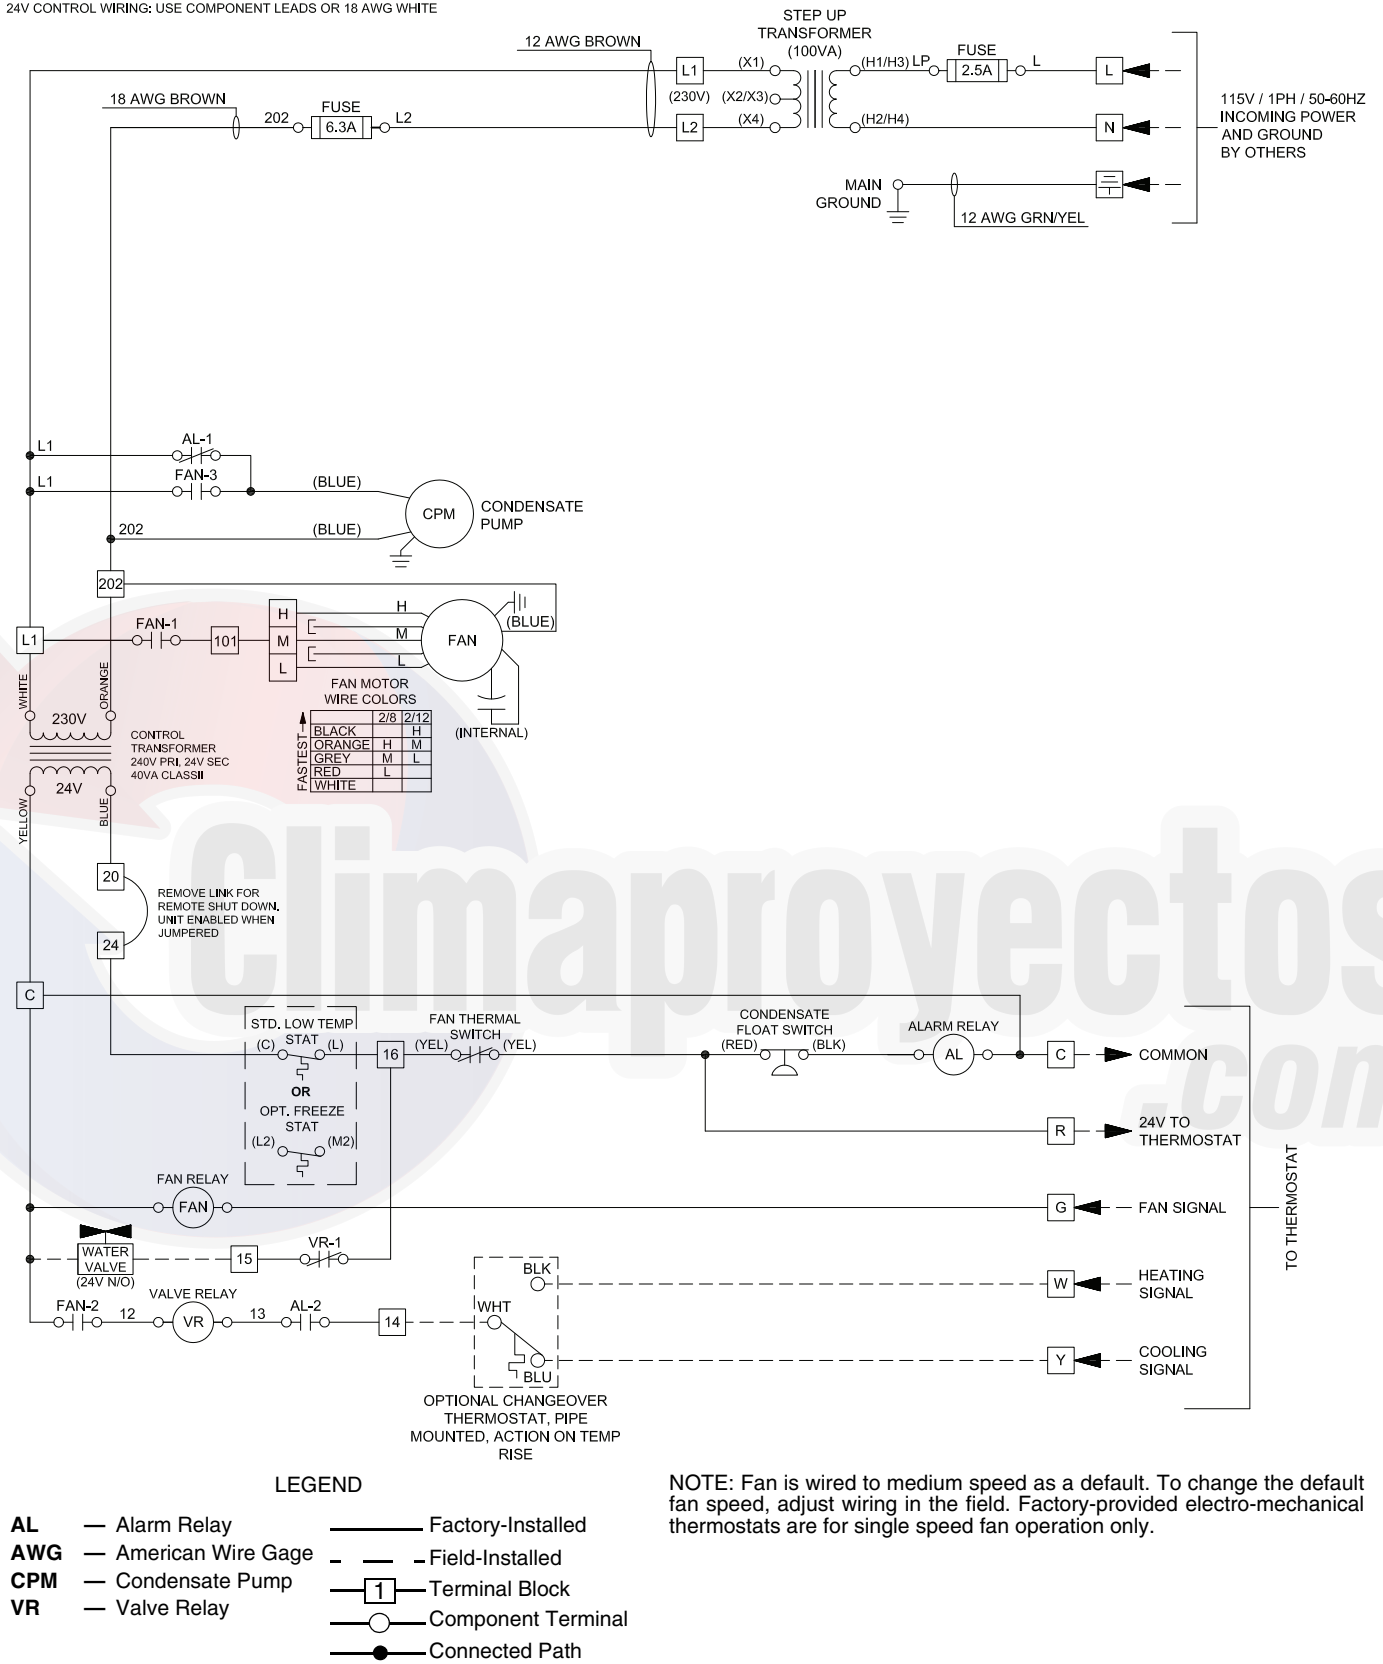 24V CONTROL WIRING: USE COMPONENT LEADS OR 18 AWG WHITE
STEP UP
TRANSFORMER
(100VA)
12 AWG BROWN
L1
(X1)
(H1/H3)
LP
FUSE
2.5A
L
L
(230V)
(X2/X3)
18 AWG BROWN
202
FUSE
6.3A
L2
L2
(X4)
(H2/H4)
N
115V / 1PH / 50-60HZ
INCOMING POWER
AND GROUND
BY OTHERS
MAIN
GROUND
12 AWG GRN/YEL
L1
AL-1
L1
FAN-3
(BLUE)
CPM
CONDENSATE
PUMP
202
(BLUE)
202
L1
FAN-1
101
H
M
L
H
M
L
FAN
(BLUE)
(INTERNAL)
WHITE
ORANGE
230V
24V
CONTROL
TRANSFORMER
240V PRI, 24V SEC
40VA CLASSII
YELLOW
BLUE
FAN MOTOR
WIRE COLORS
FASTEST
2/8 2/12
BLACK H
ORANGE H M
GREY M L
RED L
WHITE
Climaproyectos
.com
20
REMOVE LINK FOR
REMOTE SHUT DOWN.
UNIT ENABLED WHEN
JUMPERED
24
C
STD. LOW TEMP
STAT
(C)
(L)
OR
OPT. FREEZE
STAT
(L2)
(M2)
16
FAN THERMAL
SWITCH
(YEL)
(YEL)
CONDENSATE
FLOAT SWITCH
(RED)
(BLK)
ALARM RELAY
AL
C
COMMON
R
24V TO
THERMOSTAT
FAN RELAY
FAN
G
FAN SIGNAL
TO THERMOSTAT
WATER
VALVE
(24V N/O)
15
VR-1
BLK
W
HEATING
SIGNAL
FAN-2
12
VALVE RELAY
VR
13
AL-2
14
WHT
BLU
Y
COOLING
SIGNAL
OPTIONAL CHANGEOVER
THERMOSTAT, PIPE
MOUNTED, ACTION ON TEMP
RISE
LEGEND
AL — Alarm Relay
AWG — American Wire Gage
CPM — Condensate Pump
VR — Valve Relay
Factory-Installed
Field-Installed
1 Terminal Block
Component Terminal
Connected Path
NOTE: Fan is wired to medium speed as a default. To change the default
fan speed, adjust wiring in the field. Factory-provided electro-mechanical
thermostats are for single speed fan operation only.